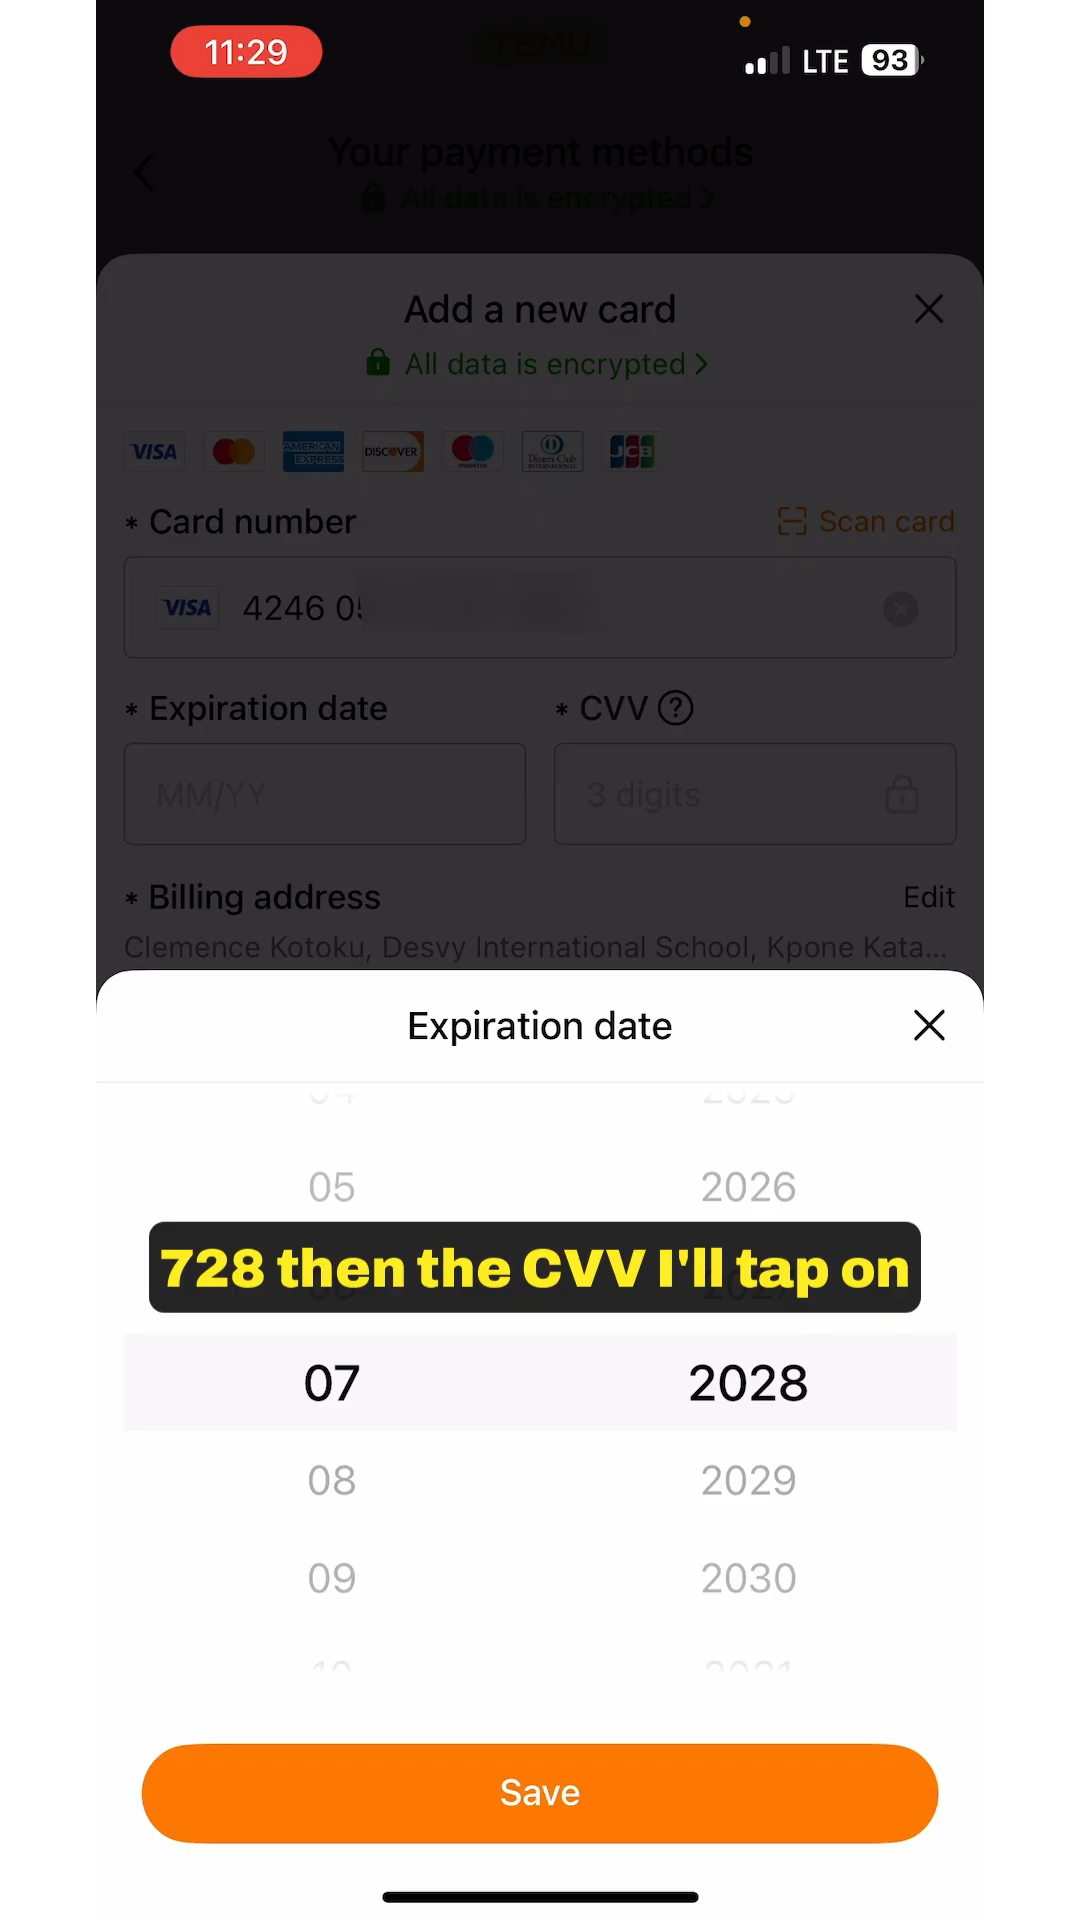 11:29
TEMU
LTE 93
Your payment methods
All data is encrypted
Add a new card
All data is encrypted
VISA
AMERICAN EXPRESS
DISCOVER
maestro
Diners Club
INTERNATIONAL
JCB
* Card number
Scan card
VISA 4246 05
* Expiration date
* CVV ?
MM/YY
3 digits
* Billing address
Edit
Clemence Kotoku, Desvy International School, Kpone Kata...
Expiration date
05 2026
728 then the CVV I'll tap on
07 2028
08 2029
09 2030
Save